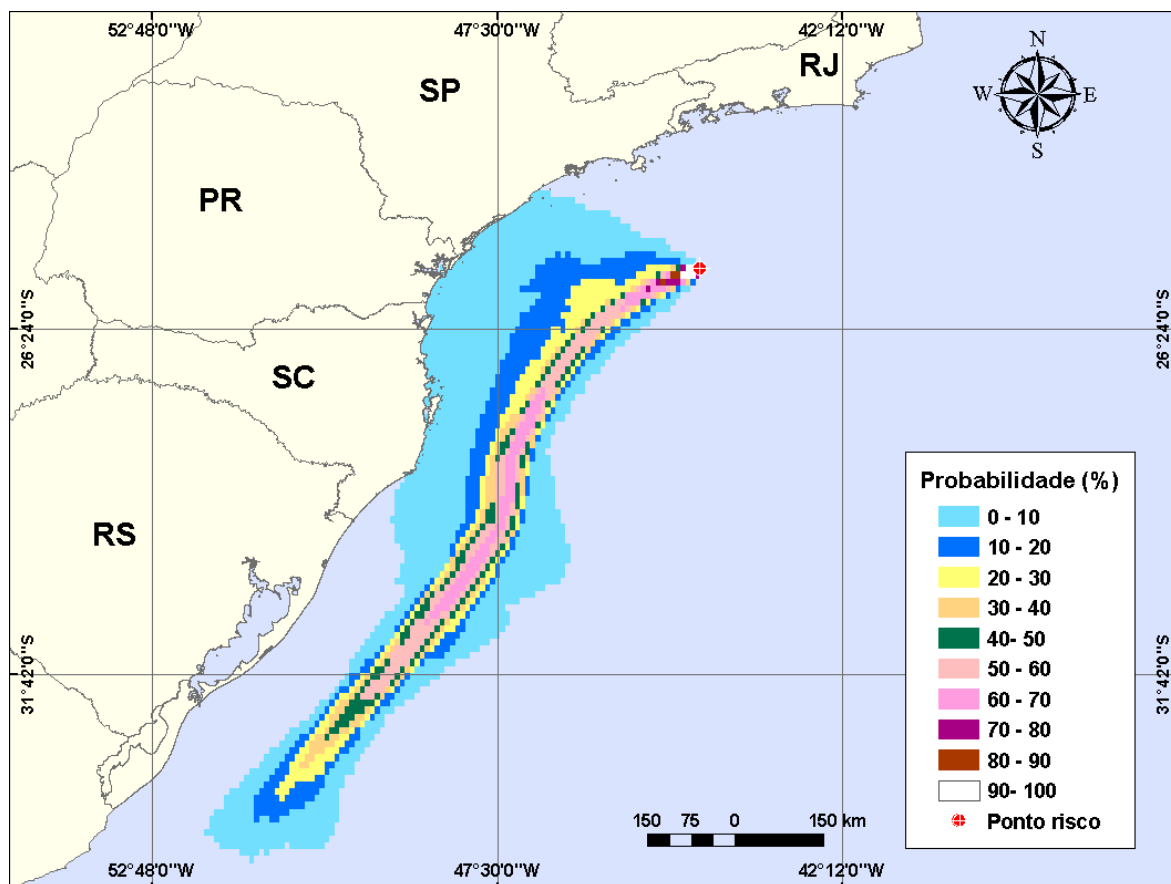 52°48'0"W
47°30'0"W
42°12'0"W
RJ
SP
N
W
E
S
PR
26°24'0"S
26°24'0"S
SC
RS
Probabilidade (%)
0 - 10
10 - 20
20 - 30
30 - 40
40- 50
50 - 60
60 - 70
70 - 80
80 - 90
90- 100
Ponto risco
31°42'0"S
31°42'0"S
150 75 0 150 km
52°48'0"W
47°30'0"W
42°12'0"W